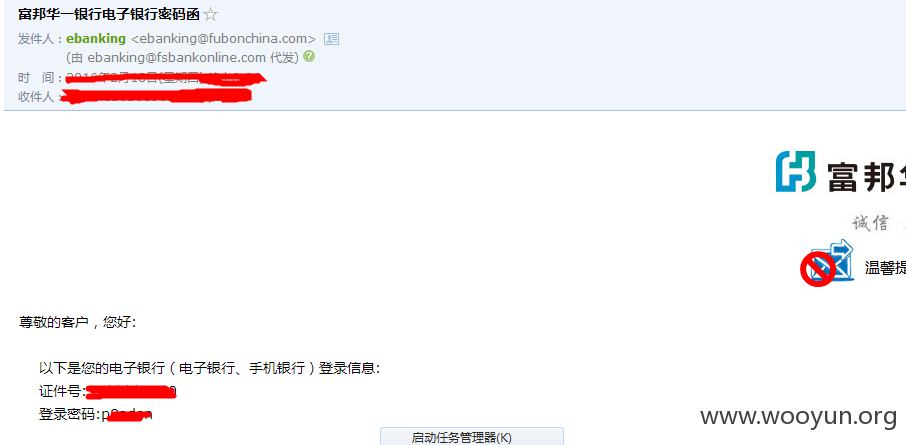 富邦华一银行电子银行密码函
发件人：ebanking <ebanking@fubonchina.com>
(由 ebanking@fsbankonline.com 代发)
时 间：
收件人：
富邦华
诚信
温馨提
尊敬的客户，您好：
以下是您的电子银行（电子银行、手机银行）登录信息：
证件号：
登录密码：
www.wooyun.org
启动任务管理器(K)